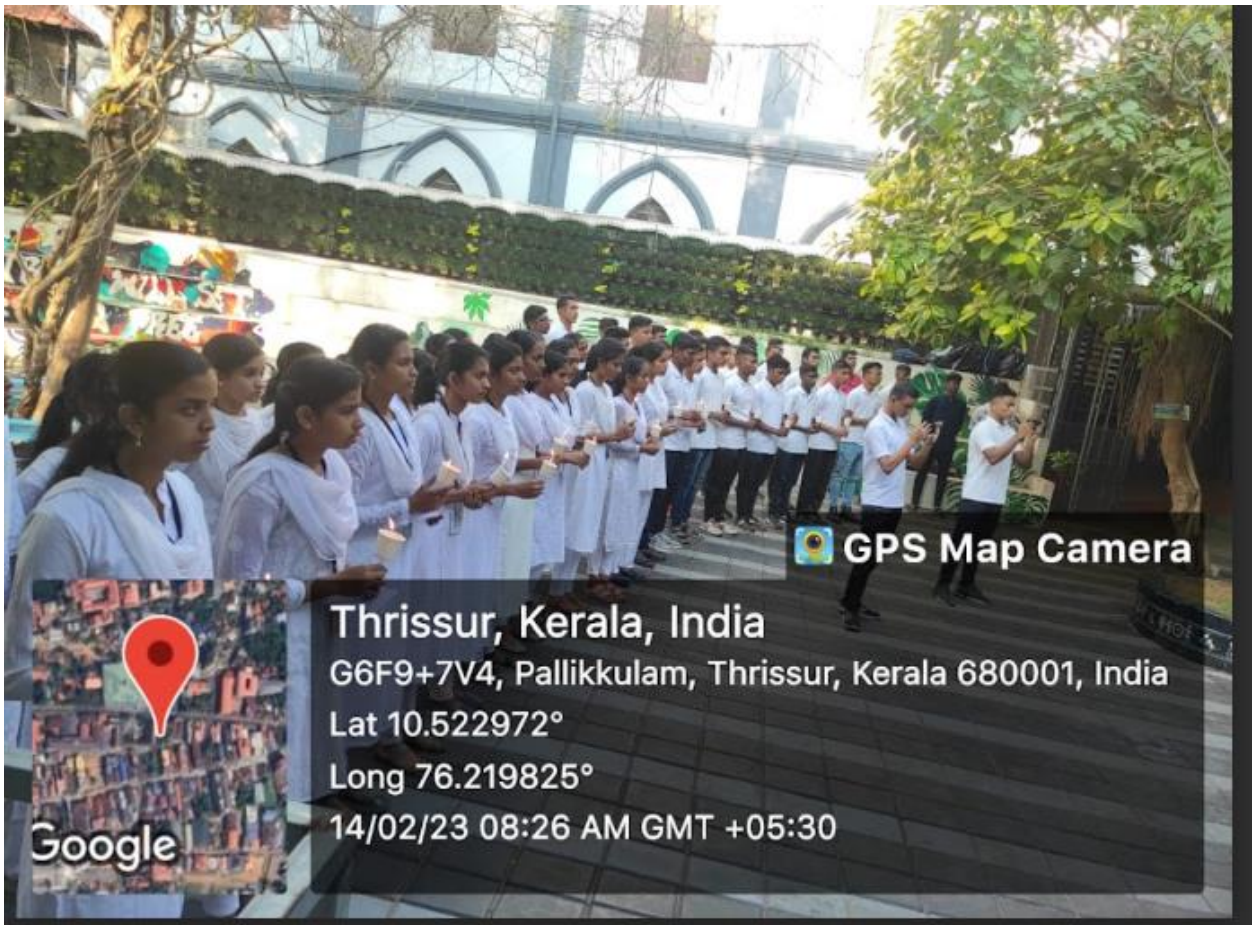 GPS Map Camera
Thrissur, Kerala, India
G6F9+7V4, Pallikkulam, Thrissur, Kerala 680001, India
Lat 10.522972°
Long 76.219825°
14/02/23 08:26 AM GMT +05:30
Google